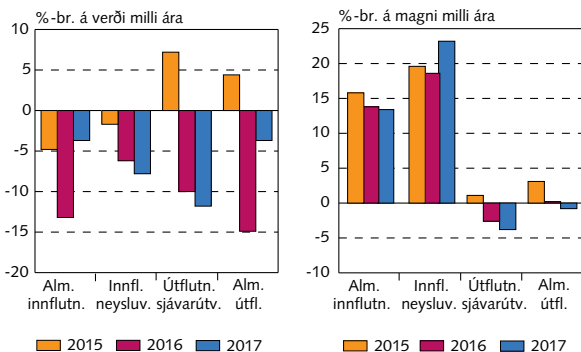 %-br. á verði milli ára
10
5
0
-5
-10
-15
-20
Alm. innflutn.
Innfl. neysluv.
Útflutn. sjávarútv.
Alm. útfl.
2015 2016 2017
%-br. á magni milli ára
25
20
15
10
5
0
-5
-10
Alm. innflutn.
Innfl. neysluv.
Útflutn. sjávarútv.
Alm. útfl.
2015 2016 2017